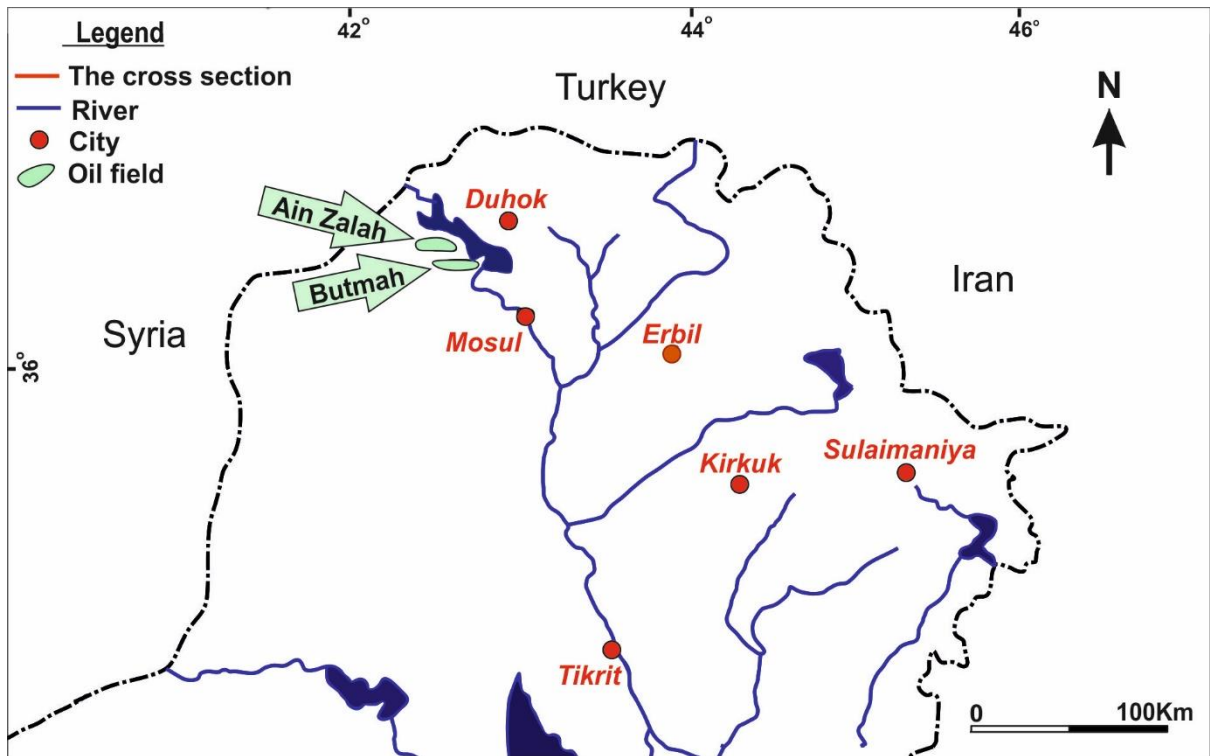 42° 44° 46°
Legend
The cross section
River
City
Oil field
Turkey
N
Ain Zalah
Duhok
Butmah
Iran
Syria
Mosul
Erbil
36°
Kirkuk
Sulaimaniya
Tikrit
0 100Km